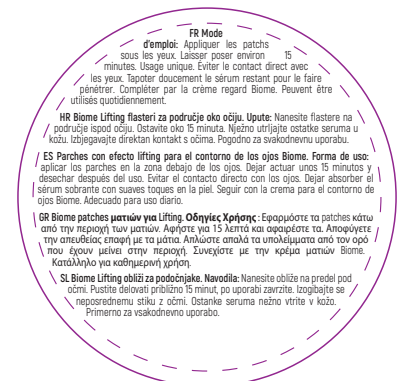 FR Mode
d'emploi: Appliquer les patchs
sous les yeux. Laisser poser environ 15
minutes. Usage unique. Éviter le contact direct avec
les yeux. Tapoter doucement le sérum restant pour le faire
pénétrer. Compléter par la crème regard Biome. Peuvent être
utilisés quotidiennement.
HR Biome Lifting flasteri za područje oko očiju. Upute: Nanesite flastere na
područje ispod očiju. Ostavite oko 15 minuta. Nježno utrljajte ostatke seruma u
kožu. Izbjegavajte direktan kontakt s očima. Pogodno za svakodnevnu uporabu.
ES Parches con efecto lifting para el contorno de los ojos Biome. Forma de uso:
aplicar los parches en la zona debajo de los ojos. Dejar actuar unos 15 minutos y
desechar después del uso. Evitar el contacto directo con los ojos. Dejar absorber el
sérum sobrante con suaves toques en la piel. Seguir con la crema para el contorno de
ojos Biome. Adecuado para uso diario.
GR Biome patches ματιών για Lifting. Οδηγίες Χρήσης : Εφαρμόστε τα patches κάτω
από την περιοχή των ματιών. Αφήστε για 15 λεπτά και αφαιρέστε τα. Αποφύγετε
την απευθείας επαφή με τα μάτια. Απλώστε απαλά τα υπολείμματα από τον ορό
που έχουν μείνει στην περιοχή. Συνεχίστε με την κρέμα ματιών Biome.
Κατάλληλο για καθημερινή χρήση.
SL Biome Lifting obliži za podočnjake. Navodila: Nanesite obliže na predel pod
očmi. Pustite delovati približno 15 minut, po uporabi zavrzite. Izogibajte se
neposrednemu stiku z očmi. Ostanke seruma nežno vtrite v kožo.
Primerno za vsakodnevno uporabo.